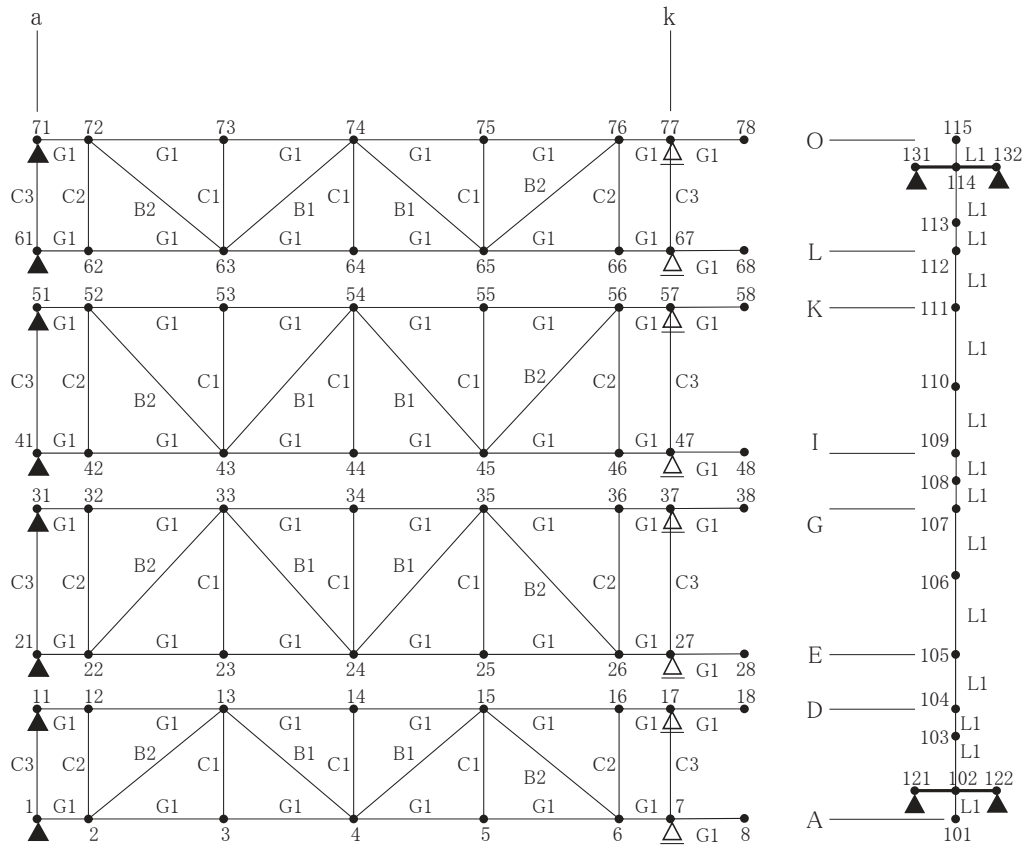 a k
71 72 73 74 75 76 77 78 O 115
G1 G1 G1 G1 G1 G1 G1 131 L1 132
114
C3 C2 B2 C1 B1 C1 B1 C1 B2 C2 C3 L1
113
61 G1 G1 G1 G1 G1 G1 67 L L1
62 63 64 65 66 G1 68 112
L1
51 52 53 54 55 56 57 58 K 111
G1 G1 G1 G1 G1 G1 G1
L1
C3 C2 B2 C1 B1 B1 C1 B2 C2 C3 110
L1
41 G1 G1 G1 G1 G1 G1 47 I 109
42 43 44 45 46 G1 48 L1
108
31 32 33 34 35 36 37 38 L1
G1 G1 G1 G1 G1 G1 G1 G 107
L1
C3 C2 B2 C1 C1 B1 B1 C1 B2 C2 C3 106
L1
21 G1 G1 G1 G1 G1 G1 27 E 105
22 23 24 25 26 G1 28
L1
11 12 13 14 15 16 17 18 D 104
G1 G1 G1 G1 G1 G1 G1 L1
103
C3 C2 B2 C1 B1 C1 B1 C1 B2 C2 C3 L1
121 102 122
1 G1 G1 G1 G1 G1 G1 7 L1
2 3 4 5 6 G1 8 A 101